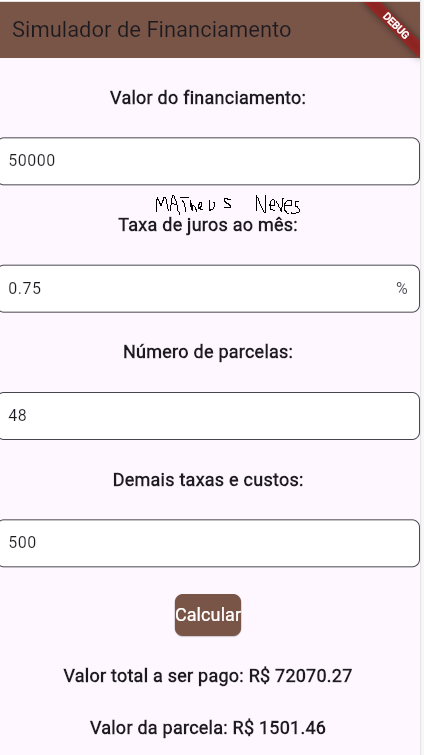 Simulador de Financiamento
DEBUG
Valor do financiamento:
50000
MATheus Neves
Taxa de juros ao mês:
0.75 %
Número de parcelas:
48
Demais taxas e custos:
500
Calcular
Valor total a ser pago: R$ 72070.27
Valor da parcela: R$ 1501.46